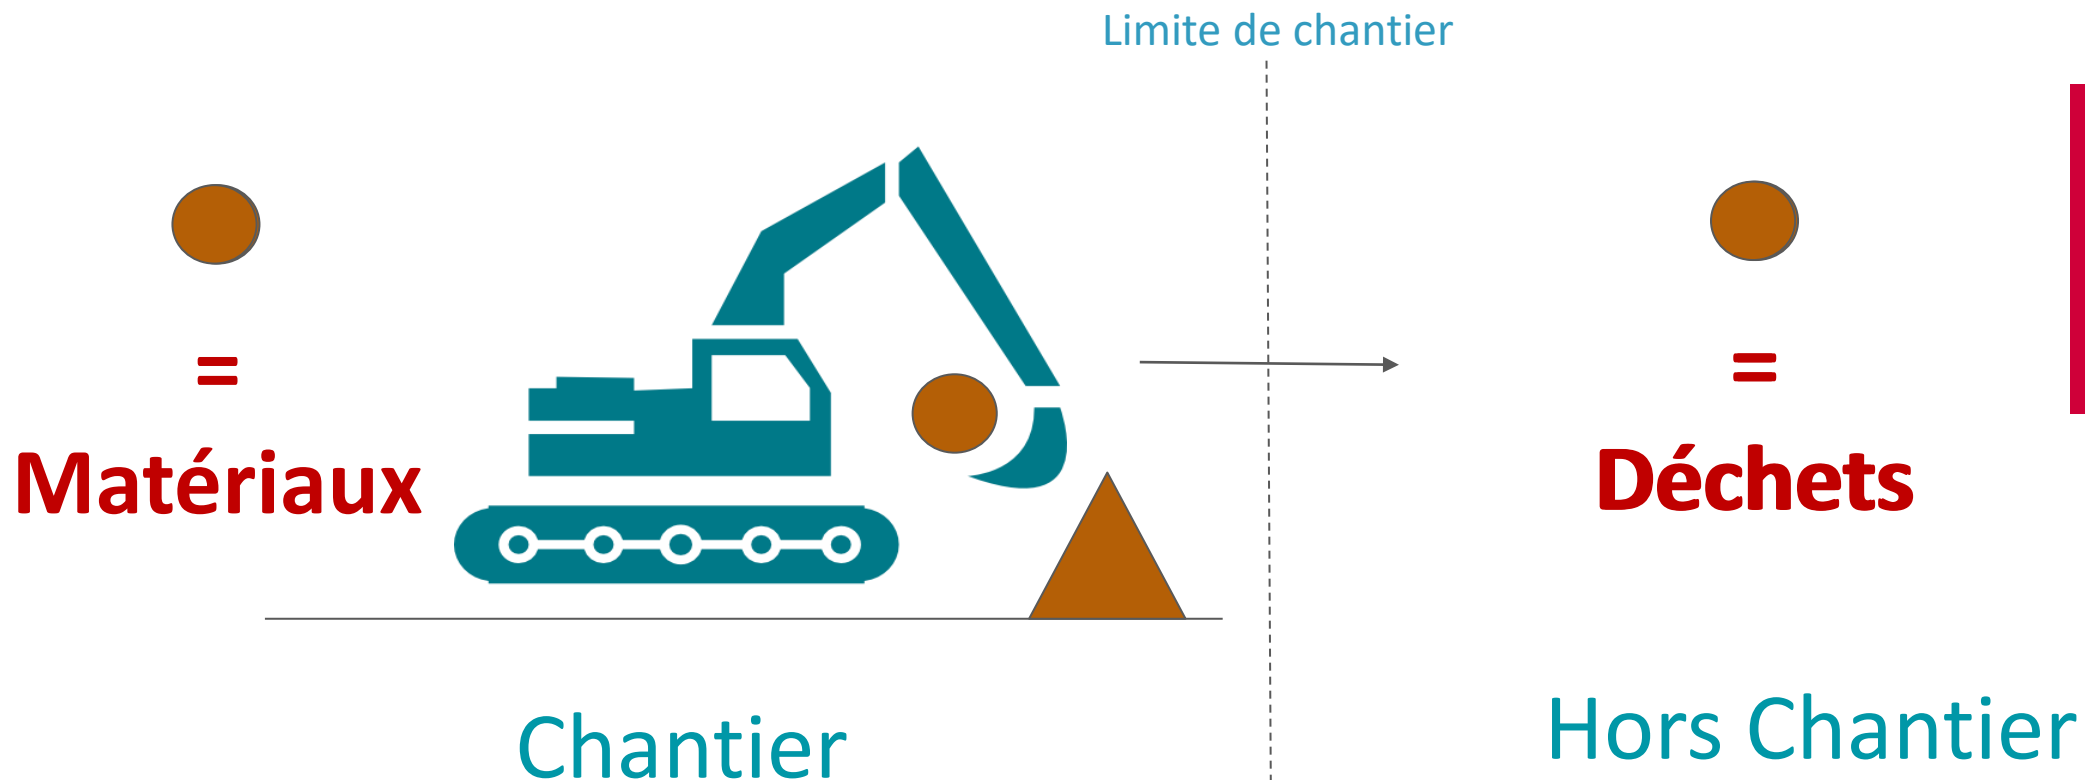 Limite de chantier
=
=
Matériaux
Déchets
Chantier
Hors Chantier